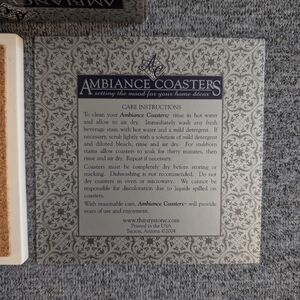 AMBIANCE COASTERS
setting the mood for your home décor
CARE INSTRUCTIONS
To clean your Ambiance Coasters, rinse in hot water
and allow to air dry. Immediately wash any fresh
beverage stain with hot water and a mild detergent. If
necessary, scrub lightly with a solution of mild detergent
and diluted bleach, rinse and air dry. For stubborn
stains allow coasters to soak for thirty minutes, then
rinse and air dry. Repeat if necessary.
Coasters must be completely dry before storing or
stacking. Dishwashing is not recommended. Do not
dry coasters in oven or microwave. We cannot be
responsible for discoloration due to liquids spilled on
coasters.
With reasonable care, Ambiance Coasters™ will provide
years of use and enjoyment.
www.thirstystone.com
Printed in the USA
Tucson, Arizona ©2004